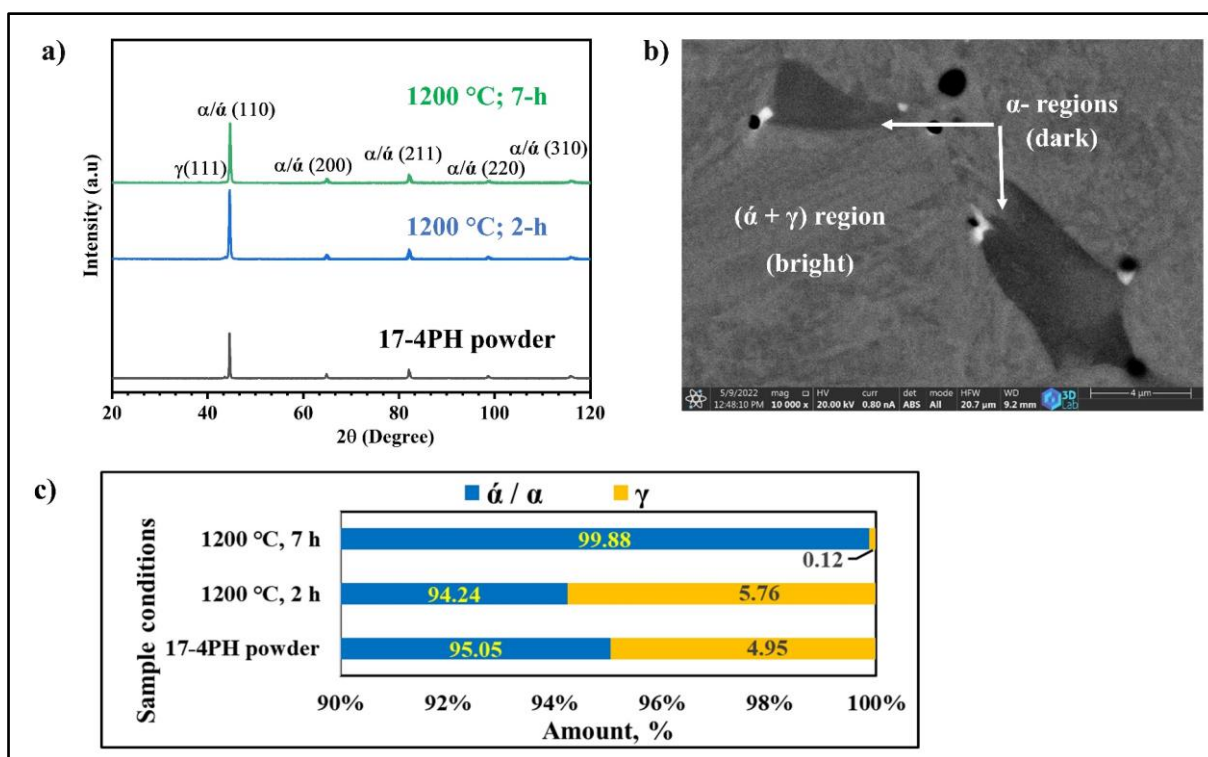 a)
1200 °C; 7-h
α/ά (110)
γ(111)
α/ά (200)
α/ά (211)
α/ά (220)
α/ά (310)
1200 °C; 2-h
17-4PH powder
Intensity (a.u)
20 40 60 80 100 120
2θ (Degree)
b)
α- regions
(dark)
(ά + γ) region
(bright)
5/9/2022 mag HV curr det mode HFW WD
12:48:10 PM 10 000 x 20.00 kV 0.80 nA ABS All 20.7 µm 9.2 mm
3D
Lab
4 µm
c)
ά / α γ
Sample conditions
1200 °C, 7 h 99.88
0.12
1200 °C, 2 h 94.24 5.76
17-4PH powder 95.05 4.95
90% 92% 94% 96% 98% 100%
Amount, %